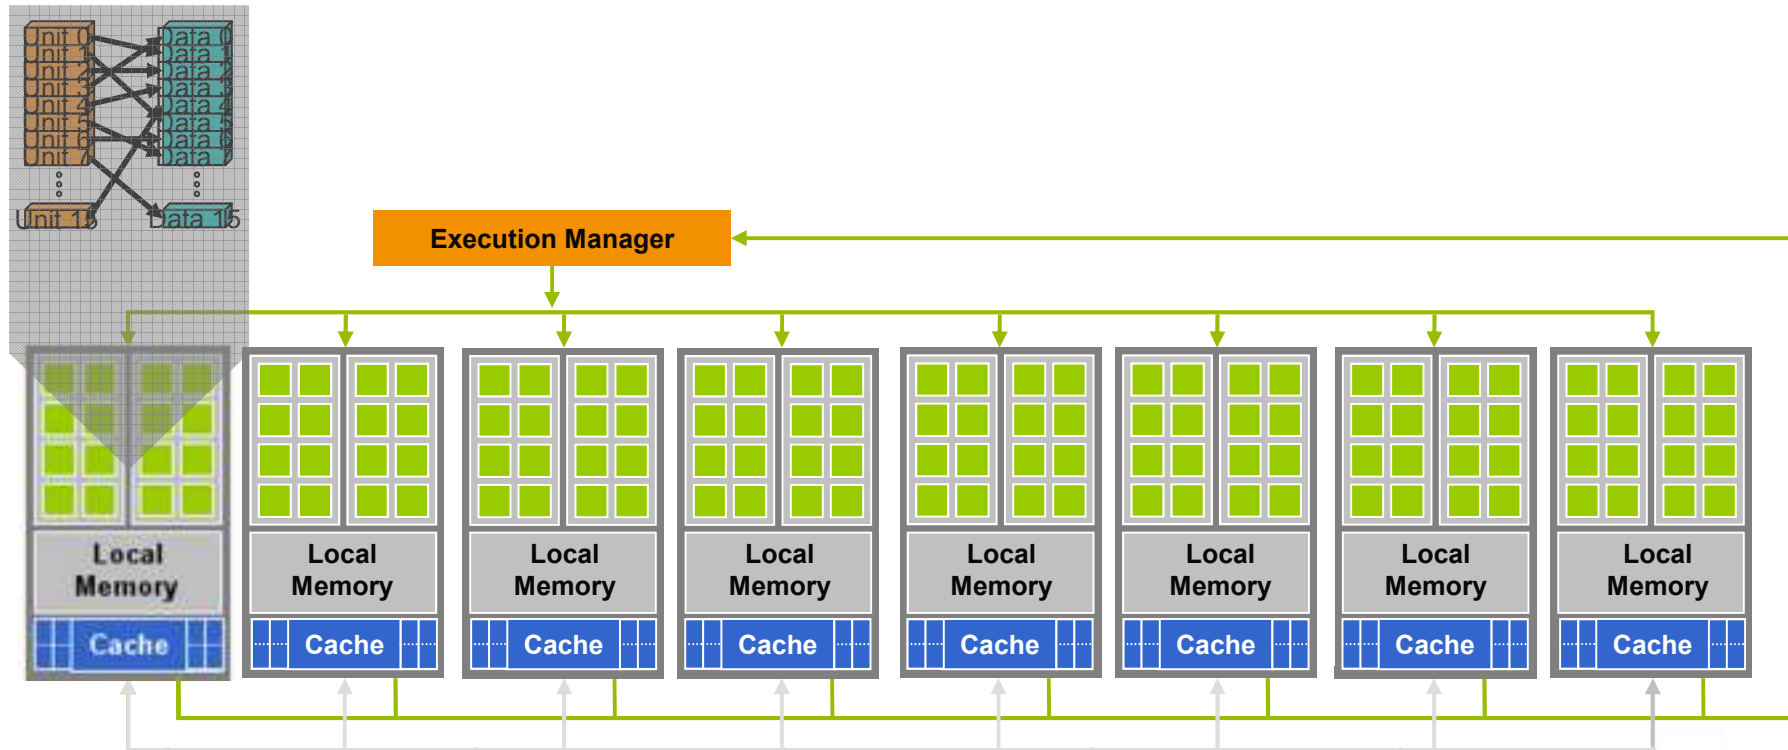 Unit 0
Unit 1
Unit 2
Unit 3
Unit 4
Unit 5
Unit 6
Unit 7
Unit 15
Data 0
Data 1
Data 2
Data 3
Data 4
Data 5
Data 6
Data 7
Data 15
Execution Manager
Local
Memory
Cache
Local
Memory
Cache
Local
Memory
Cache
Local
Memory
Cache
Local
Memory
Cache
Local
Memory
Cache
Local
Memory
Cache
Local
Memory
Cache